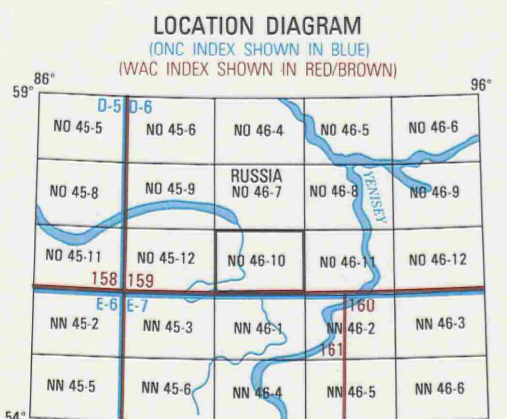 LOCATION DIAGRAM
(ONC INDEX SHOWN IN BLUE)
(WAC INDEX SHOWN IN RED/BROWN)
86° 96°
59°
D-5 D-6
NO 45-5 NO 45-6 NO 46-4 NO 46-5 NO 46-6
RUSSIA
NO 45-8 NO 45-9 NO 46-7 NO 46-8 NO 46-9
YENISEY
NO 45-11 NO 45-12 NO 46-10 NO 46-11 NO 46-12
158 159
E-6 E-7 160
NN 45-2 NN 45-3 NN 46-1 NN 46-2 NN 46-3
161
NN 45-5 NN 45-6 NN 46-4 NN 46-5 NN 46-6
54°